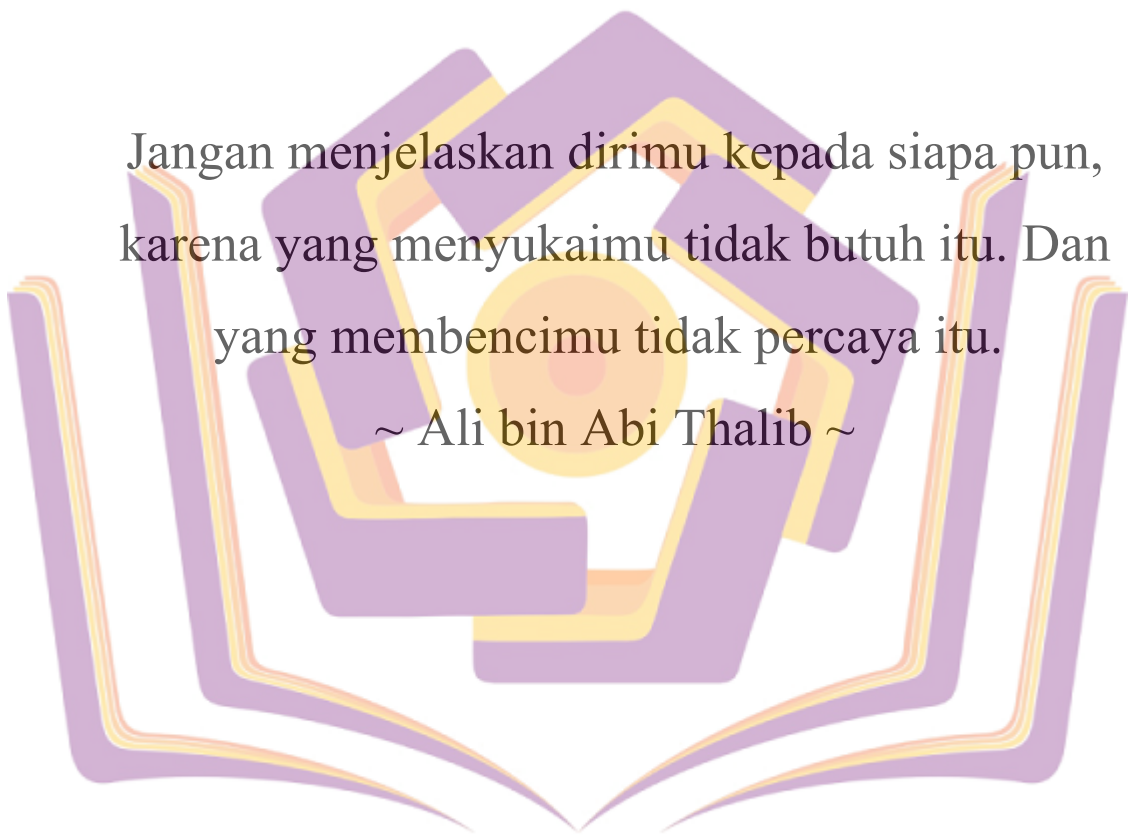 Jangan menjelaskan dirimu kepada siapa pun,
karena yang menyukaimu tidak butuh itu. Dan
yang membencimu tidak percaya itu.
~ Ali bin Abi Thalib ~